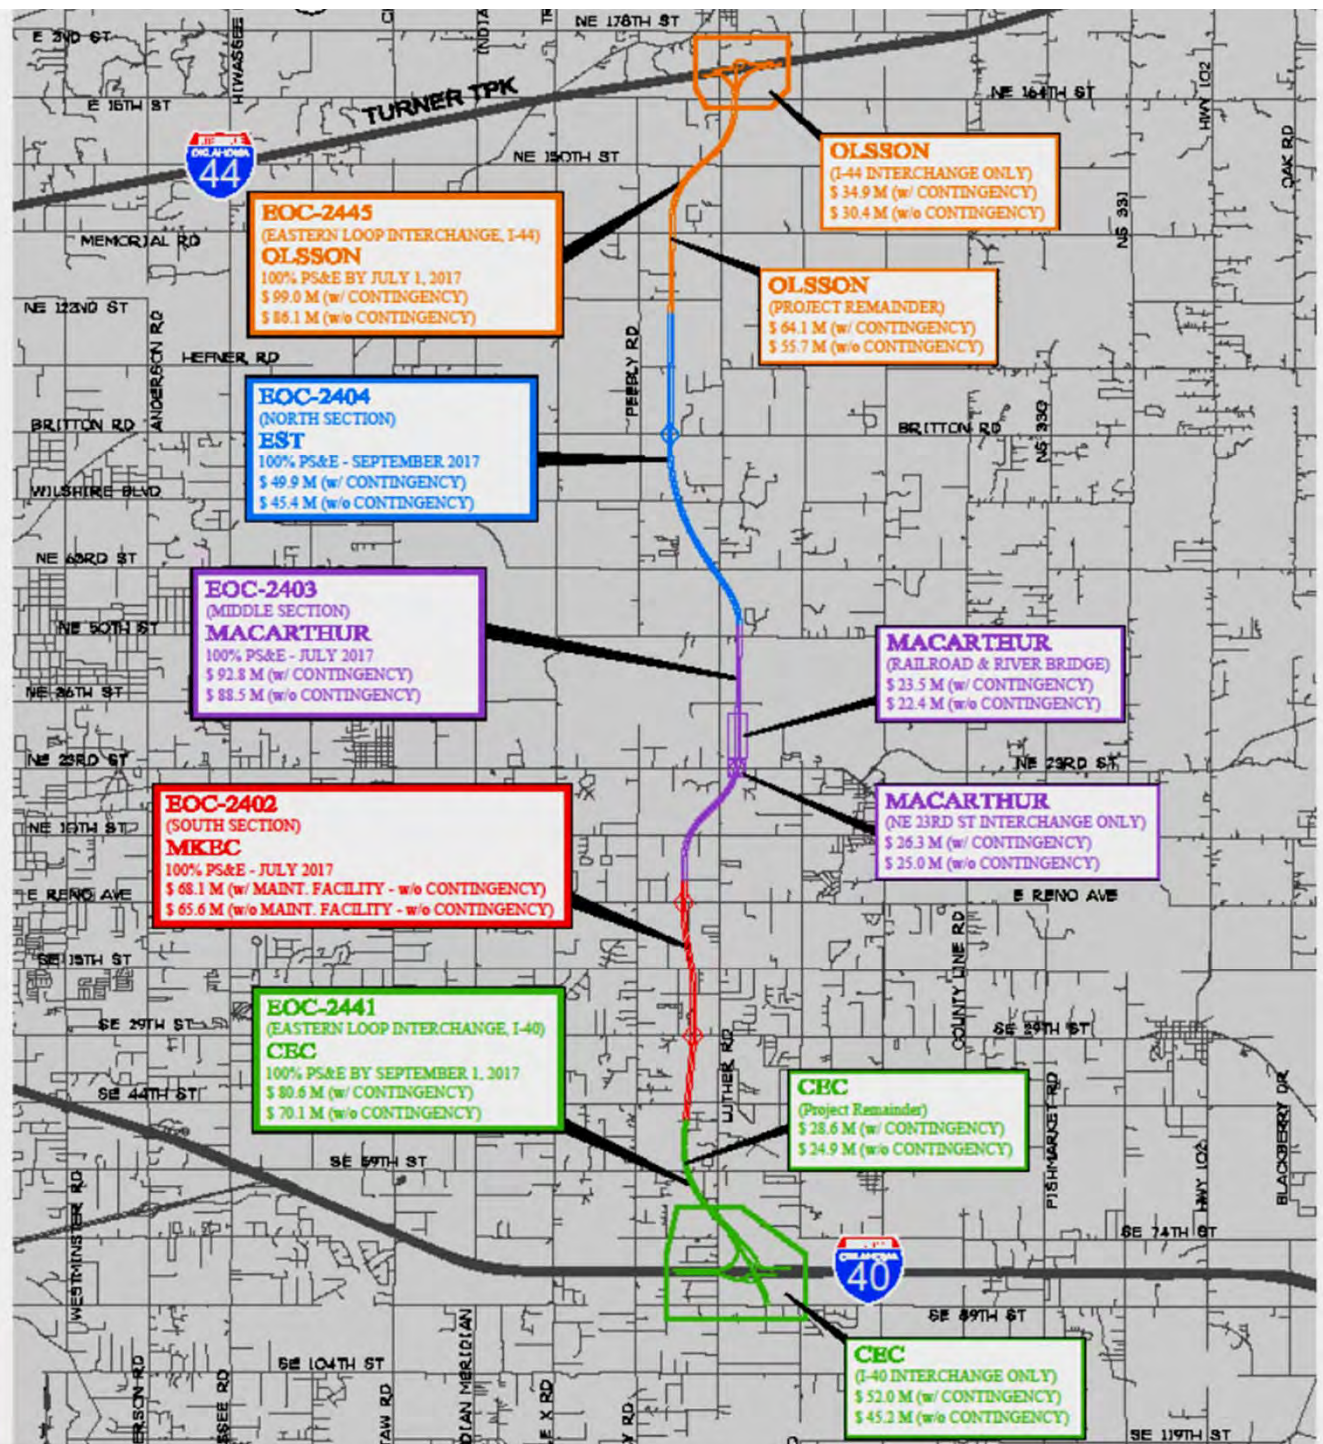 NE 178TH ST
E 2ND ST
HIWASSEE
E 15TH ST
TURNER TPK
NE 164TH ST
HWY 102
OAK RD
NE 150TH ST
OKLAHOMA
44
OLSSON
(I-44 INTERCHANGE ONLY)
$ 34.9 M (w/ CONTINGENCY)
$ 30.4 M (w/o CONTINGENCY)
EOC-2445
(EASTERN LOOP INTERCHANGE, I-44)
OLSSON
100% PS&E BY JULY 1, 2017
$ 99.0 M (w/ CONTINGENCY)
$ 86.1 M (w/o CONTINGENCY)
NS 331
MEMORIAL RD
OLSSON
(PROJECT REMAINDER)
$ 64.1 M (w/ CONTINGENCY)
$ 55.7 M (w/o CONTINGENCY)
NE 122ND ST
ANDERSON RD
HEFNER RD
PEEBLY RD
EOC-2404
(NORTH SECTION)
EST
100% PS&E - SEPTEMBER 2017
$ 49.9 M (w/ CONTINGENCY)
$ 45.4 M (w/o CONTINGENCY)
BRITTON RD
BRITTON RD
NS 330
WILSHIRE BLVD
NE 63RD ST
EOC-2403
(MIDDLE SECTION)
MACARTHUR
100% PS&E - JULY 2017
$ 92.8 M (w/ CONTINGENCY)
$ 88.5 M (w/o CONTINGENCY)
NE 50TH ST
MACARTHUR
(RAILROAD & RIVER BRIDGE)
$ 23.5 M (w/ CONTINGENCY)
$ 22.4 M (w/o CONTINGENCY)
NE 36TH ST
NE 23RD ST
NE 23RD ST
MACARTHUR
(NE 23RD ST INTERCHANGE ONLY)
$ 26.3 M (w/ CONTINGENCY)
$ 25.0 M (w/o CONTINGENCY)
EOC-2402
(SOUTH SECTION)
MKEC
100% PS&E - JULY 2017
$ 68.1 M (w/ MAINT. FACILITY - w/o CONTINGENCY)
$ 65.6 M (w/o MAINT. FACILITY - w/o CONTINGENCY)
NE 10TH ST
E RENO AVE
E RENO AVE
COUNTY LINE RD
SE 15TH ST
EOC-2441
(EASTERN LOOP INTERCHANGE, I-40)
CEC
100% PS&E BY SEPTEMBER 1, 2017
$ 80.6 M (w/ CONTINGENCY)
$ 70.1 M (w/o CONTINGENCY)
SE 29TH ST
SE 29TH ST
LUTHER RD
SE 44TH ST
CEC
(Project Remainder)
$ 28.6 M (w/ CONTINGENCY)
$ 24.9 M (w/o CONTINGENCY)
PISHMARKET RD
HWY 102
BLACKBERRY DR
SE 59TH ST
WESTMINSTER RD
SE 74TH ST
OKLAHOMA
40
SE 89TH ST
CEC
(I-40 INTERCHANGE ONLY)
$ 52.0 M (w/ CONTINGENCY)
$ 45.2 M (w/o CONTINGENCY)
SE 104TH ST
DIAN MERIDIAN
ERSON RD
SSEE RD
TAW RD
LE X RD
Y RD
SE 119TH ST